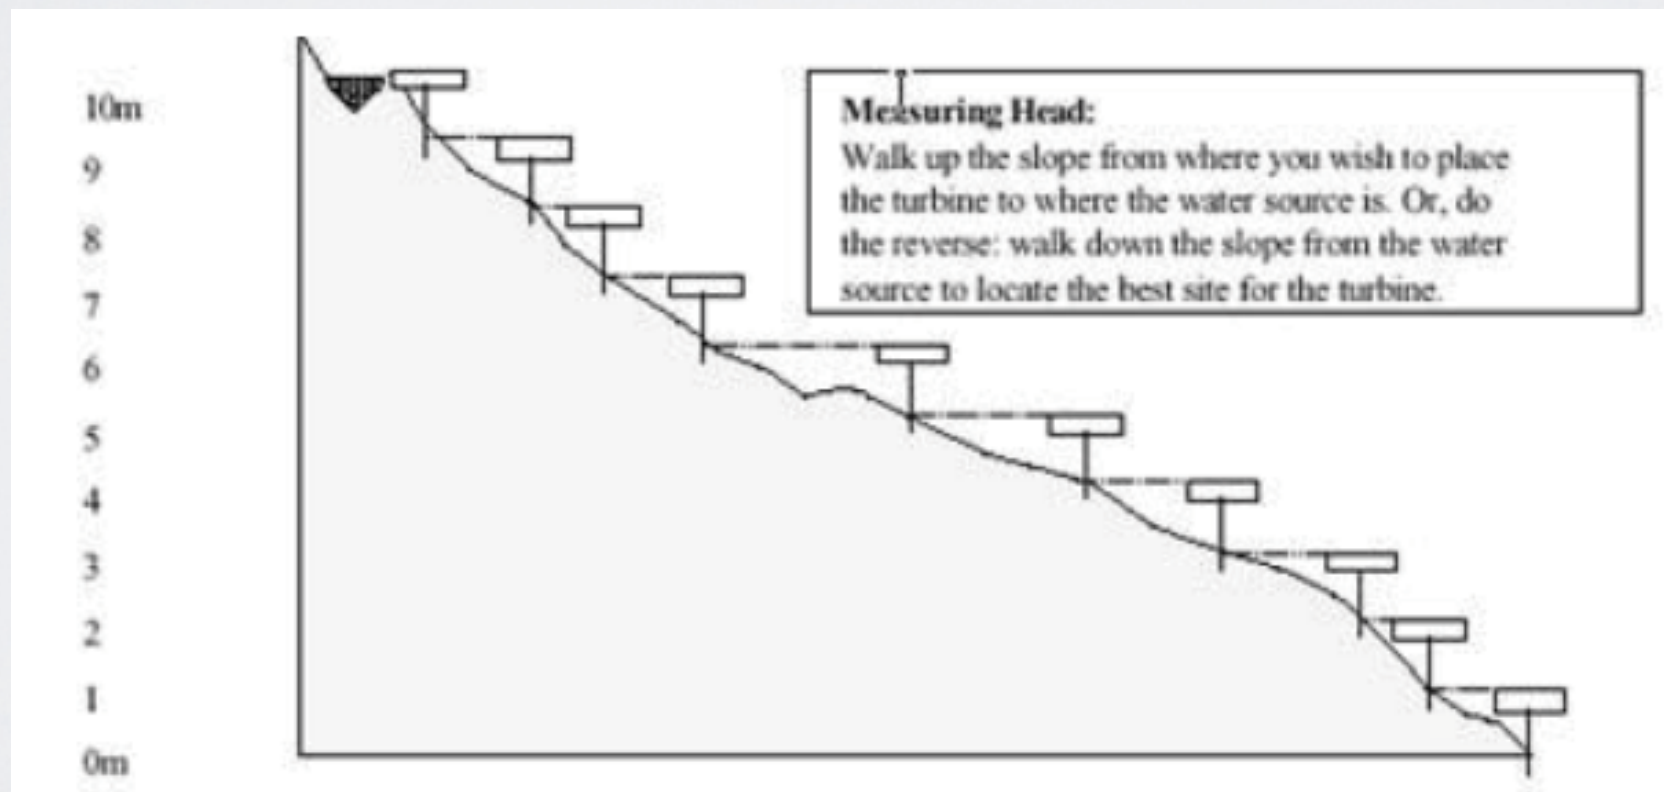 10m
9
8
7
6
5
4
3
2
1
0m
Measuring Head:
Walk up the slope from where you wish to place
the turbine to where the water source is. Or, do
the reverse: walk down the slope from the water
source to locate the best site for the turbine.